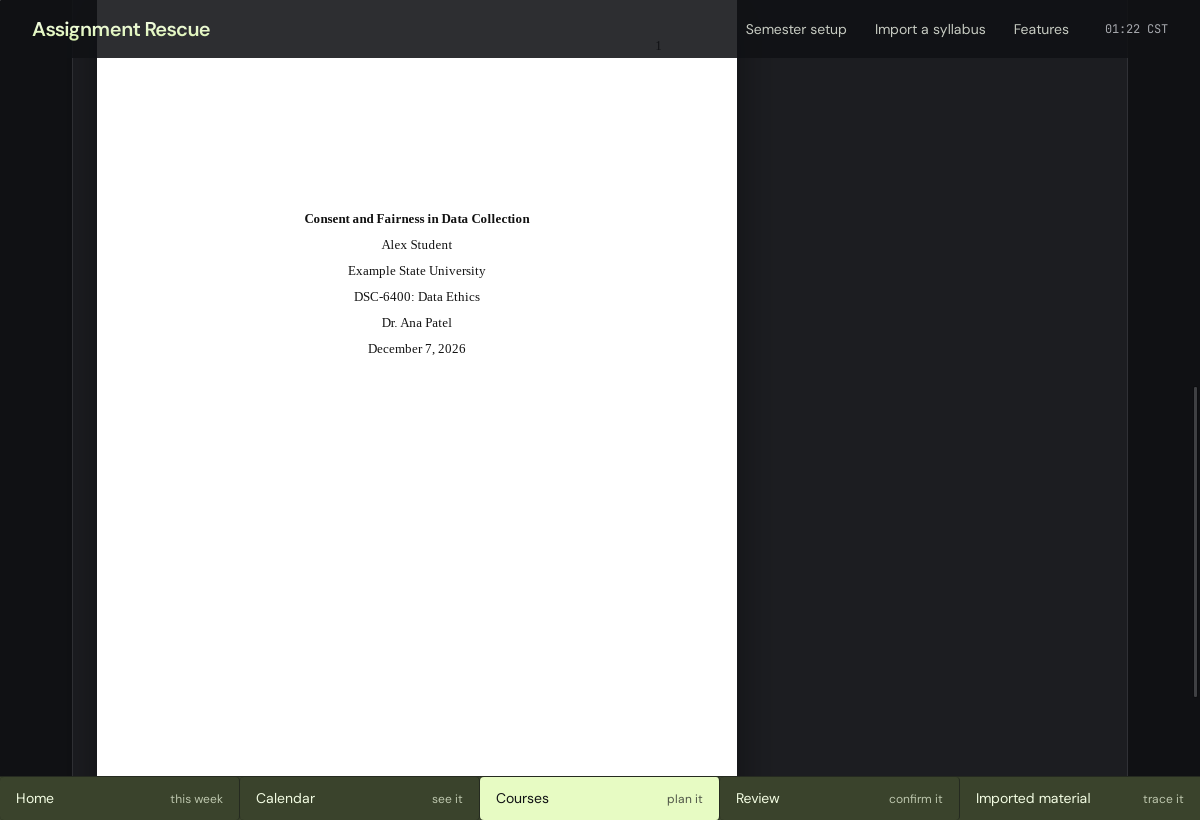 Assignment Rescue
Semester setup
Import a syllabus
Features
01:22 CST
1
Consent and Fairness in Data Collection
Alex Student
Example State University
DSC-6400: Data Ethics
Dr. Ana Patel
December 7, 2026
Home this week
Calendar see it
Courses plan it
Review confirm it
Imported material trace it